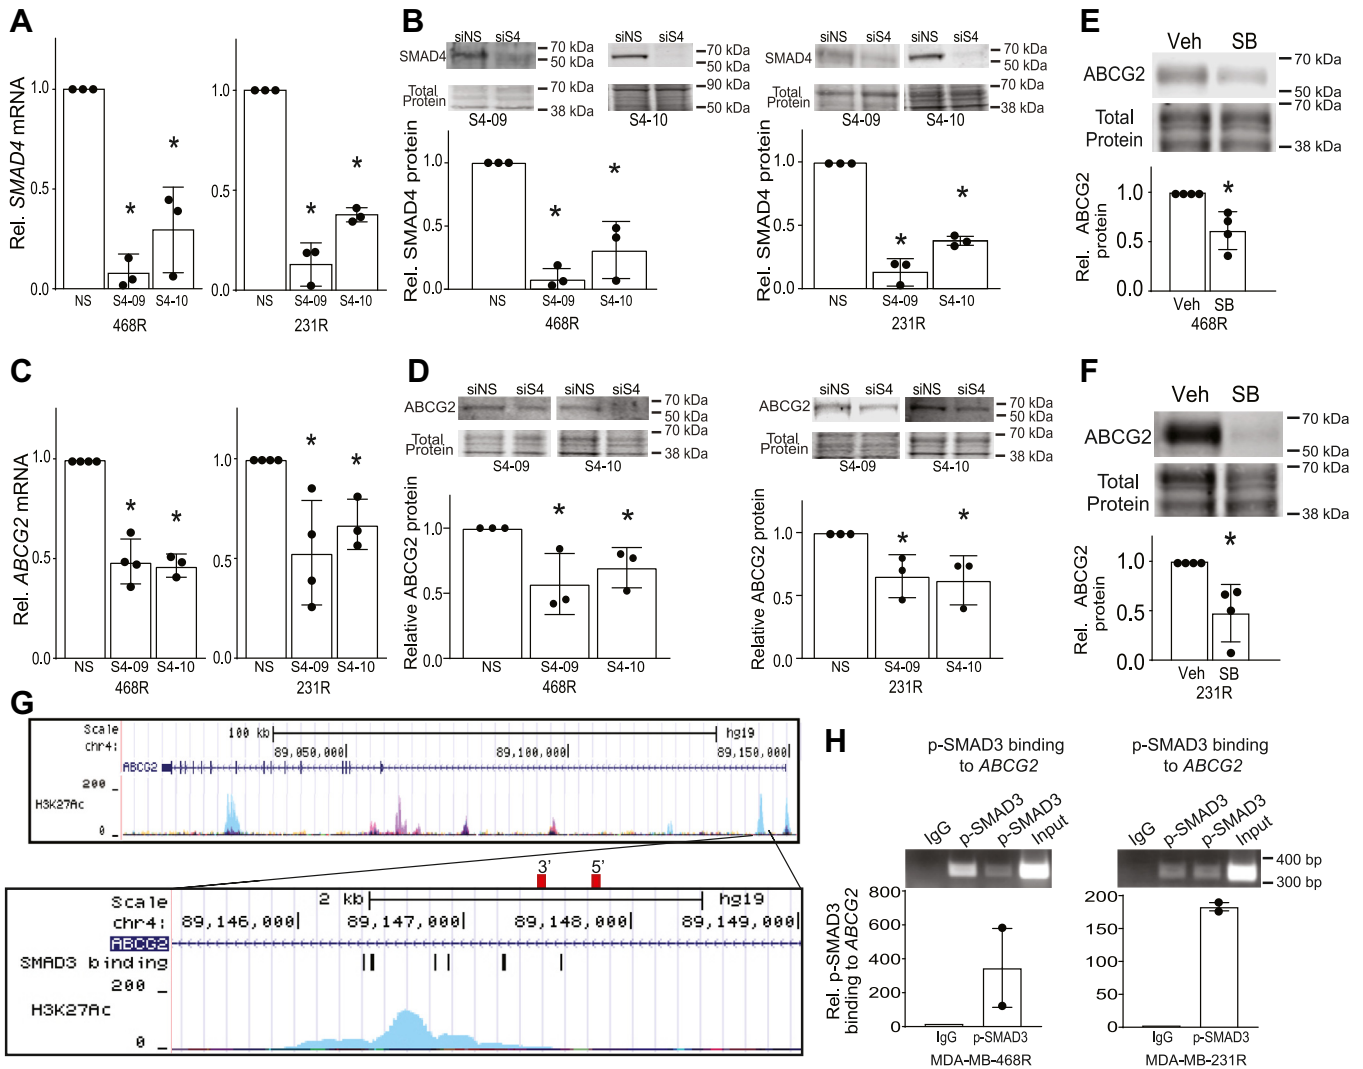 A
Rel. SMAD4 mRNA
1.0
0.5
0.0
*
*
NS
S4-09
S4-10
468R
1.0
0.5
0.0
*
*
NS
S4-09
S4-10
231R
B
siNS siS4
siNS siS4
SMAD4
70 kDa
50 kDa
70 kDa
50 kDa
Total
Protein
70 kDa
38 kDa
90 kDa
50 kDa
S4-09
S4-10
Rel. SMAD4 protein
1.0
0.5
0.0
*
*
NS
S4-09
S4-10
468R
siNS siS4
siNS siS4
SMAD4
70 kDa
50 kDa
Total
Protein
70 kDa
38 kDa
S4-09
S4-10
Rel. SMAD4 protein
1.0
0.5
0.0
*
*
NS
S4-09
S4-10
231R
E
Veh SB
ABCG2
70 kDa
50 kDa
Total
Protein
70 kDa
38 kDa
Rel. ABCG2
protein
1.0
0.5
0.0
*
Veh SB
468R
C
Rel. ABCG2 mRNA
1.0
0.5
0.0
*
*
NS
S4-09
S4-10
468R
1.0
0.5
0.0
*
*
NS
S4-09
S4-10
231R
D
siNS siS4 siNS siS4
ABCG2
70 kDa
50 kDa
Total
Protein
70 kDa
38 kDa
S4-09
S4-10
Relative ABCG2 protein
1.0
0.5
0.0
*
*
NS
S4-09
S4-10
468R
siNS siS4 siNS siS4
ABCG2
70 kDa
50 kDa
Total
Protein
70 kDa
38 kDa
S4-09
S4-10
Relative ABCG2 protein
1.0
0.5
0.0
*
*
NS
S4-09
S4-10
231R
F
Veh SB
ABCG2
70 kDa
50 kDa
Total
Protein
70 kDa
38 kDa
Rel. ABCG2
protein
1.0
0.5
0.0
*
Veh SB
231R
G
Scale 100 kb hg19
chr4: 89,050,000 89,100,000 89,150,000
ABCG2
200
H3K27Ac
0
3' 5'
Scale 2 kb hg19
chr4: 89,146,000 89,147,000 89,148,000 89,149,000
ABCG2
SMAD3 binding
200
H3K27Ac
0
H
p-SMAD3 binding
to ABCG2
IgG p-SMAD3 p-SMAD3 Input
Rel. p-SMAD3
binding to ABCG2
800
600
400
200
0
IgG p-SMAD3
MDA-MB-468R
p-SMAD3 binding
to ABCG2
IgG p-SMAD3 p-SMAD3 Input
400 bp
300 bp
200
150
100
50
0
IgG p-SMAD3
MDA-MB-231R